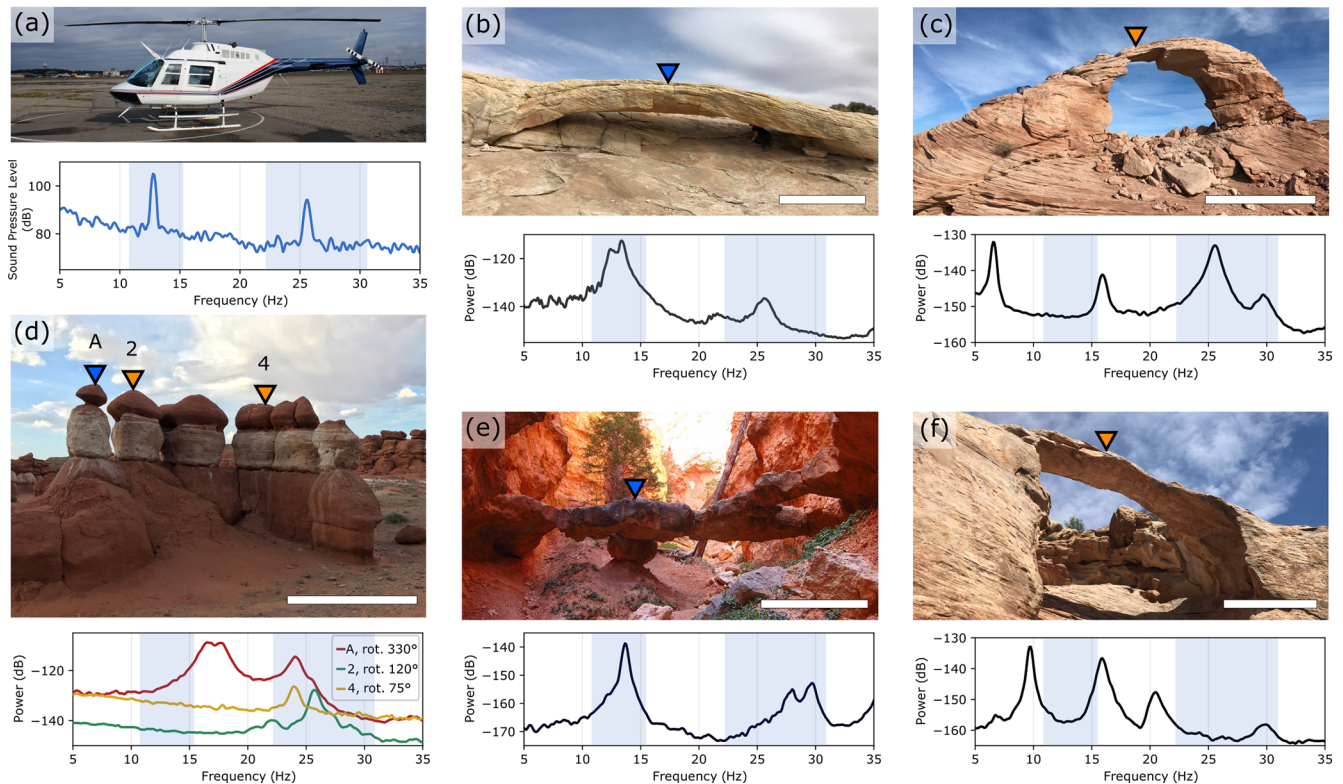 (a)
Sound Pressure Level
(dB)
100
80
5 10 15 20 25 30 35
Frequency (Hz)
(b)
Power (dB)
−120
−140
5 10 15 20 25 30 35
Frequency (Hz)
(c)
Power (dB)
−130
−140
−150
−160
5 10 15 20 25 30 35
Frequency (Hz)
(d)
A
2
4
Power (dB)
−120
−140
A, rot. 330°
2, rot. 120°
4, rot. 75°
5 10 15 20 25 30 35
Frequency (Hz)
(e)
Power (dB)
−140
−150
−160
−170
5 10 15 20 25 30 35
Frequency (Hz)
(f)
Power (dB)
−130
−140
−150
−160
5 10 15 20 25 30 35
Frequency (Hz)